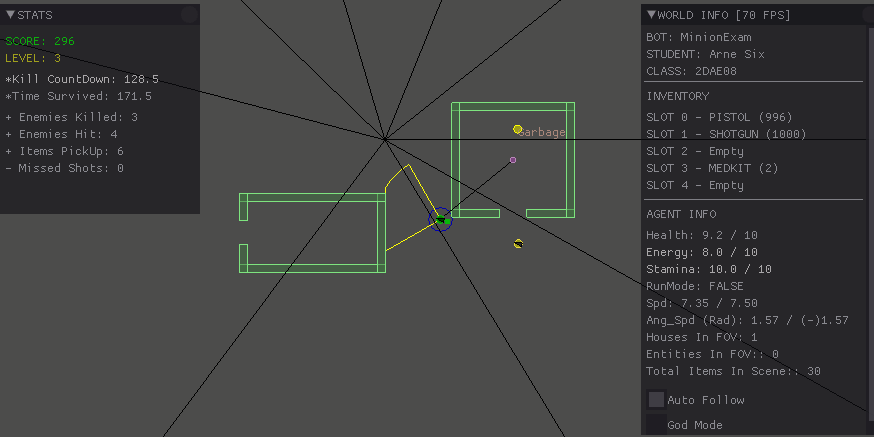 STATS
SCORE: 296
LEVEL: 3
*Kill CountDown: 128.5
*Time Survived: 171.5
+ Enemies Killed: 3
+ Enemies Hit: 4
+ Items PickUp: 6
- Missed Shots: 0
Garbage
WORLD INFO [70 FPS]
BOT: MinionExam
STUDENT: Arne Six
CLASS: 2DAE08
INVENTORY
SLOT 0 - PISTOL (996)
SLOT 1 - SHOTGUN (1000)
SLOT 2 - Empty
SLOT 3 - MEDKIT (2)
SLOT 4 - Empty
AGENT INFO
Health: 9.2 / 10
Energy: 8.0 / 10
Stamina: 10.0 / 10
RunMode: FALSE
Spd: 7.35 / 7.50
Ang_Spd (Rad): 1.57 / (-)1.57
Houses In FOV: 1
Entities In FOV:: 0
Total Items In Scene:: 30
Auto Follow
God Mode